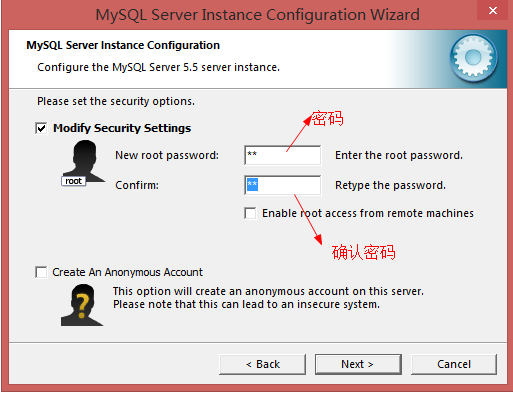 MySQL Server Instance Configuration Wizard
MySQL Server Instance Configuration
Configure the MySQL Server 5.5 server instance.
Please set the security options.
Modify Security Settings
密码
New root password: ** Enter the root password.
root
Confirm: ** Retype the password.
Enable root access from remote machines
确认密码
Create An Anonymous Account
This option will create an anonymous account on this server.
Please note that this can lead to an insecure system.
< Back Next > Cancel